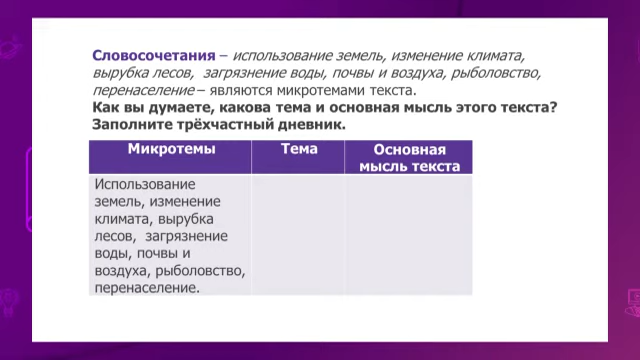 Словосочетания – использование земель, изменение климата,
вырубка лесов, загрязнение воды, почвы и воздуха, рыболовство,
перенаселение – являются микротемами текста.
Как вы думаете, какова тема и основная мысль этого текста?
Заполните трёхчастный дневник.
Микротемы
Тема
Основная
мысль текста
Использование
земель, изменение
климата, вырубка
лесов, загрязнение
воды, почвы и
воздуха, рыболовство,
перенаселение.